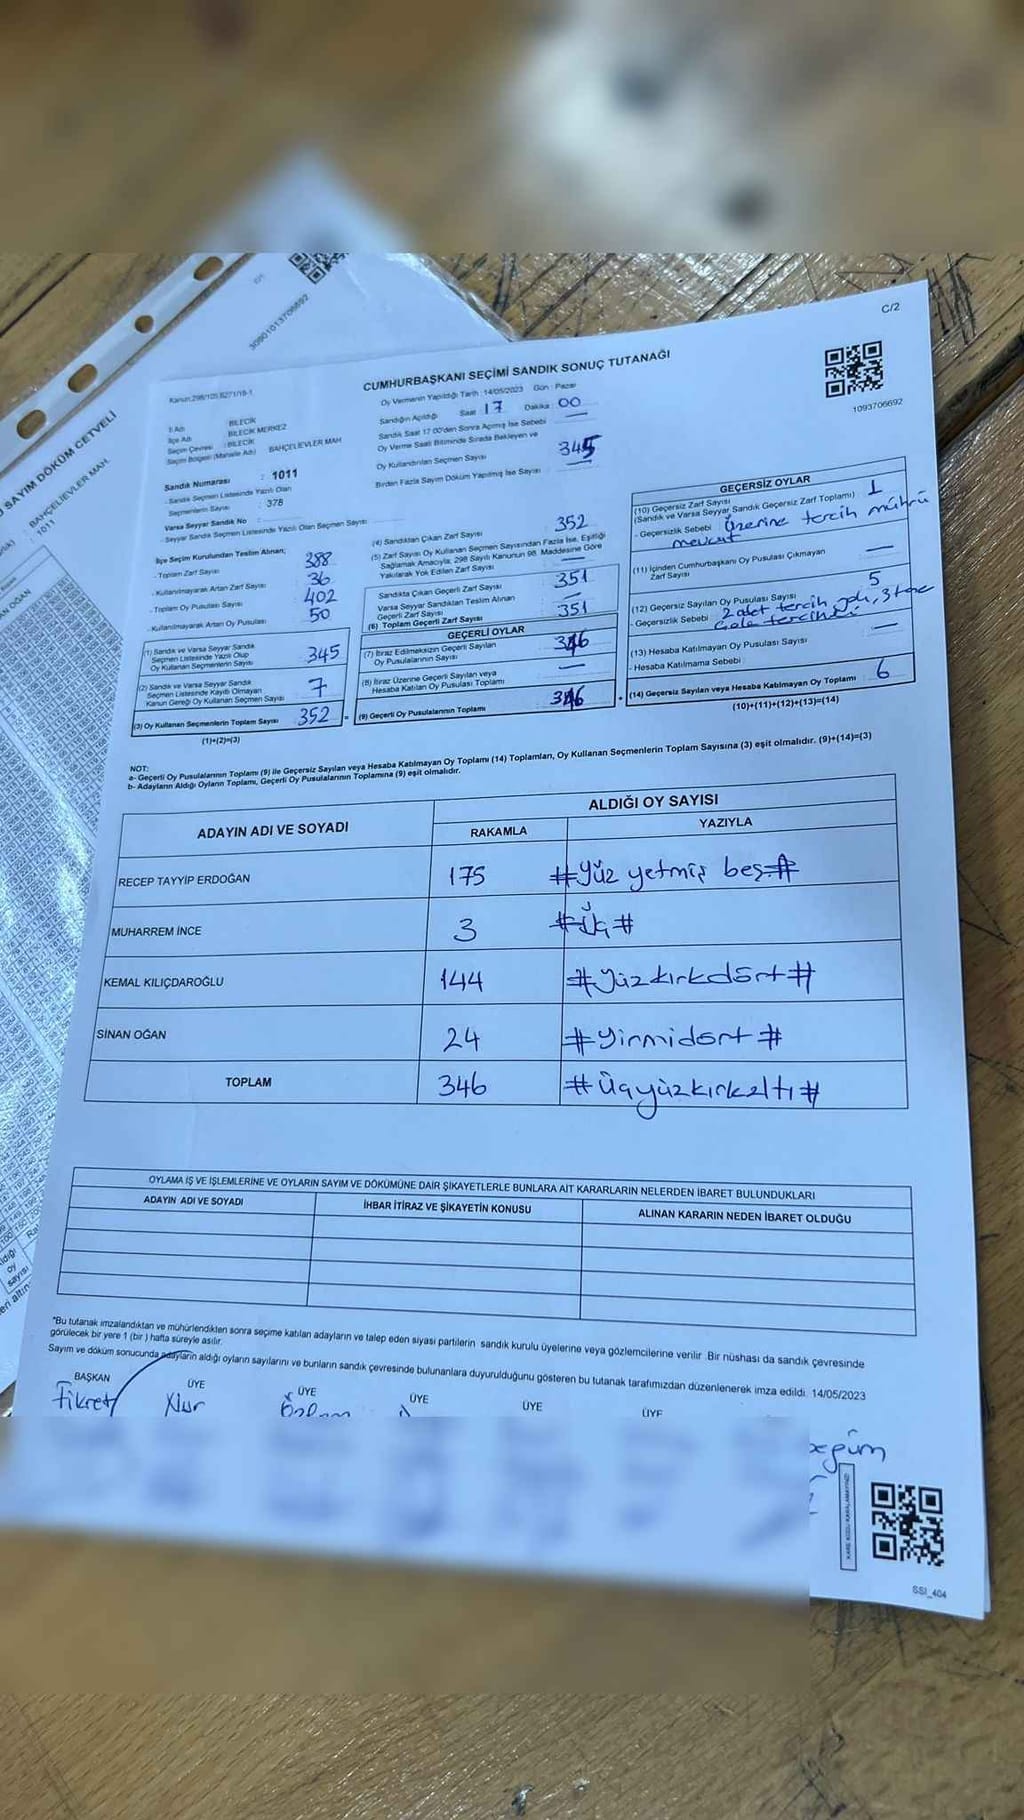 C/2
1093706692
30901013706692
SAYIM DÖKÜM CETVELİ
BAHÇELİEVLER MAH.
1011
CUMHURBAŞKANI SEÇİMİ SANDIK SONUÇ TUTANAĞI
Oy Vermenin Yapıldığı Tarih : 14/05/2023 Gün : Pazar
Sandığın Açıldığı Saat 17 Dakika : 00
Sandık Saat 17:00'den Sonra Açılmış İse Sebebi
Oy Verme Saati Bitiminde Sırada Bekleyen ve
Oy Kullandırılan Seçmen Sayısı 345
Birden Fazla Sayım Döküm Yapılmış İse Sayısı
İl Adı : BİLECİK
İlçe Adı : BİLECİK MERKEZ
Seçim Çevresi : BİLECİK
Seçim Bölgesi (Mahalle Adı) : BAHÇELİEVLER MAH
Sandık Numarası : 1011
- Sandık Seçmen Listesinde Yazılı Olan
Seçmenlerin Sayısı : 378
Varsa Seyyar Sandık No :
- Seyyar Sandık Seçmen Listesinde Yazılı Olan Seçmen Sayısı :
İlçe Seçim Kurulundan Teslim Alınan;
- Toplam Zarf Sayısı 388
- Kullanılmayarak Artan Zarf Sayısı 36
- Toplam Oy Pusulası Sayısı 402
- Kullanılmayarak Artan Oy Pusulası 50
(1) Sandık ve Varsa Seyyar Sandık
Seçmen Listesinde Yazılı Olup
Oy Kullanan Seçmenlerin Sayısı 345
(2) Sandık ve Varsa Seyyar Sandık
Seçmen Listesinde Kaydı Olmayan
Kanun Gereği Oy Kullanan Seçmen Sayısı 7
(3) Oy Kullanan Seçmenlerin Toplam Sayısı 352
(1)+(2)=(3)
(4) Sandıktan Çıkan Zarf Sayısı 352
(5) Zarf Sayısı Oy Kullanan Seçmen Sayısından Fazla İse, Eşitliği
Sağlamak Amacıyla, 298 Sayılı Kanunun 98. Maddesine Göre
Yakılarak Yok Edilen Zarf Sayısı
Sandıkta Çıkan Geçerli Zarf Sayısı 351
Varsa Seyyar Sandıktan Teslim Alınan
Geçerli Zarf Sayısı
(6) Toplam Geçerli Zarf Sayısı 351
GEÇERLİ OYLAR
(7) İtiraz Edilmeksizin Geçerli Sayılan
Oy Pusulalarının Sayısı 346
(8) İtiraz Üzerine Geçerli Sayılan veya
Hesaba Katılan Oy Pusulası Toplamı
(9) Geçerli Oy Pusulalarının Toplamı 346
GEÇERSİZ OYLAR
(10) Geçersiz Zarf Sayısı
(Sandık ve Varsa Seyyar Sandık Geçersiz Zarf Toplamı) 1
- Geçersizlik Sebebi : Üzerine tercih mührü
mevcut
(11) İçinden Cumhurbaşkanı Oy Pusulası Çıkmayan
Zarf Sayısı
(12) Geçersiz Sayılan Oy Pusulası Sayısı 5
- Geçersizlik Sebebi : 2 adet tercih
(13) Hesaba Katılmayan Oy Pusulası Sayısı
- Hesaba Katılmama Sebebi :
(14) Geçersiz Sayılan veya Hesaba Katılmayan Oy Toplamı 6
(10)+(11)+(12)+(13)=(14)
NOT:
a- Geçerli Oy Pusulalarının Toplamı (9) ile Geçersiz Sayılan veya Hesaba Katılmayan Oy Toplamı (14) Toplamları, Oy Kullanan Seçmenlerin Toplam Sayısına (3) eşit olmalıdır. (9)+(14)=(3)
b- Adayların Aldığı Oyların Toplamı, Geçerli Oy Pusulalarının Toplamına (9) eşit olmalıdır.
ADAYIN ADI VE SOYADI ALDIĞI OY SAYISI
RAKAMLA YAZIYLA
RECEP TAYYİP ERDOĞAN 175 #Yüz yetmiş beş#
MUHARREM İNCE 3 #Üç#
KEMAL KILIÇDAROĞLU 144 #Yüzkırkdört#
SİNAN OĞAN 24 #Yirmidört#
TOPLAM 346 #Üçyüzkırkaltı#
OYLAMA İŞ VE İŞLEMLERİNE VE OYLARIN SAYIM VE DÖKÜMÜNE DAİR ŞİKAYETLERLE BUNLARA AİT KARARLARIN NELERDEN İBARET BULUNDUKLARI
ADAYIN ADI VE SOYADI İHBAR İTİRAZ VE ŞİKAYETİN KONUSU ALINAN KARARIN NEDEN İBARET OLDUĞU
"Bu tutanak imzalandıktan ve mühürlendikten sonra seçime katılan adayların ve talep eden siyasi partilerin sandık kurulu üyelerine veya gözlemcilerine verilir. Bir nüshası da sandık çevresinde
görülecek bir yere 1 (bir ) hafta süreyle asılır.
Sayım ve döküm sonucunda adayların aldığı oyların sayılarını ve bunların sandık çevresinde bulunanlara duyurulduğunu gösteren bu tutanak tarafımızdan düzenlenerek imza edildi. 14/05/2023
BAŞKAN ÜYE ÜYE ÜYE ÜYE ÜYE
Fikret Nur Özlem
SSI_404